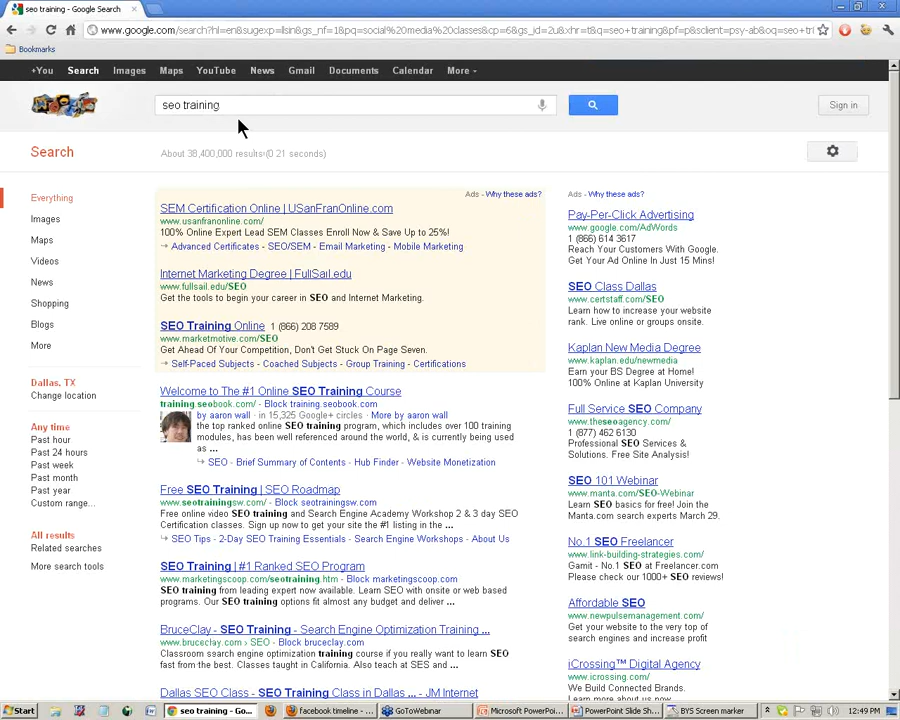 seo training - Google Search
www.google.com/search?hl=en&sugexp=llsin&gs_nf=1&pq=social%20media%20classes&cp=6&gs_id=2u&xhr=t&q=seo+training&pf=p&sclient=psy-ab&oq=seo+tr
Bookmarks
+You Search Images Maps YouTube News Gmail Documents Calendar More
seo training
Sign in
Search
About 38,400,000 results (0.21 seconds)
Everything
Images
Maps
Videos
News
Shopping
Blogs
More
Dallas, TX
Change location
Any time
Past hour
Past 24 hours
Past week
Past month
Past year
Custom range...
All results
Related searches
More search tools
Ads - Why these ads?
SEM Certification Online | USanFranOnline.com
www.usanfranonline.com/
100% Online Expert Lead SEM Classes Enroll Now & Save Up to 25%!
Advanced Certificates - SEO/SEM - Email Marketing - Mobile Marketing
Internet Marketing Degree | FullSail.edu
www.fullsail.edu/SEO
Get the tools to begin your career in SEO and Internet Marketing.
SEO Training Online 1 (866) 208 7589
www.marketmotive.com/SEO
Get Ahead Of Your Competition, Don't Get Stuck On Page Seven.
Self-Paced Subjects - Coached Subjects - Group Training - Certifications
Welcome to The #1 Online SEO Training Course
training.seobook.com/ - Block training.seobook.com
by aaron wall - in 15,325 Google+ circles - More by aaron wall
the top ranked online SEO training program, which includes over 100 training
modules, has been well referenced around the web, & is currently being used
as ...
SEO - Brief Summary of Contents - Hub Finder - Website Monetization
Free SEO Training | SEO Roadmap
www.seotrainingsw.com/ - Block seotrainingsw.com
Free online video SEO training and Search Engine Academy Workshop 2 & 3 day SEO
Certification classes. Sign up now to get your site the #1 listing in the ...
SEO Tips - 2-Day SEO Training Essentials - Search Engine Workshops - About Us
SEO Training | #1 Ranked SEO Program
www.marketingscoop.com/seotraining.htm - Block marketingscoop.com
SEO training from leading expert now available. Learn SEO with onsite or web based
programs. Our SEO training options fit almost any budget and deliver ...
BruceClay - SEO Training - Search Engine Optimization Training ...
www.bruceclay.com › SEO - Block bruceclay.com
Classroom search engine optimization training course if you really want to learn SEO
fast from the best. Classes taught in California. Also teach at SES and ...
Dallas SEO Class - SEO Training Class in Dallas ... - JM Internet
Ads - Why these ads?
Pay-Per-Click Advertising
www.google.com/AdWords
1 (866) 614 3617
Reach Your Customers With Google.
Get Your Ad Online In Just 15 Mins!
SEO Class Dallas
www.certstaff.com/SEO
Learn how to increase your website
rank. Live online or groups onsite.
Kaplan New Media Degree
www.kaplan.edu/newmedia
Earn your BS Degree at Home!
100% Online at Kaplan University
Full Service SEO Company
www.theseoagency.com/
1 (877) 462 6130
Professional SEO Services &
Solutions. Free Site Analysis!
SEO 101 Webinar
www.manta.com/SEO-Webinar
Learn SEO basics for free! Join the
Manta.com search experts March 29.
No.1 SEO Freelancer
www.link-building-strategies.com/
Gamit - No.1 SEO at Freelancer.com
Please check our 1000+ SEO reviews!
Affordable SEO
www.newpulsemanagement.com/
Get your website to the very top of
search engines and increase profit
iCrossing™ Digital Agency
www.icrossing.com/
We Build Connected Brands.
Learn more about us now.
Start
seo training - Go...
facebook timeline - ...
GoToWebinar
Microsoft PowerPoi...
PowerPoint Slide Sh...
BYS Screen marker
12:49 PM